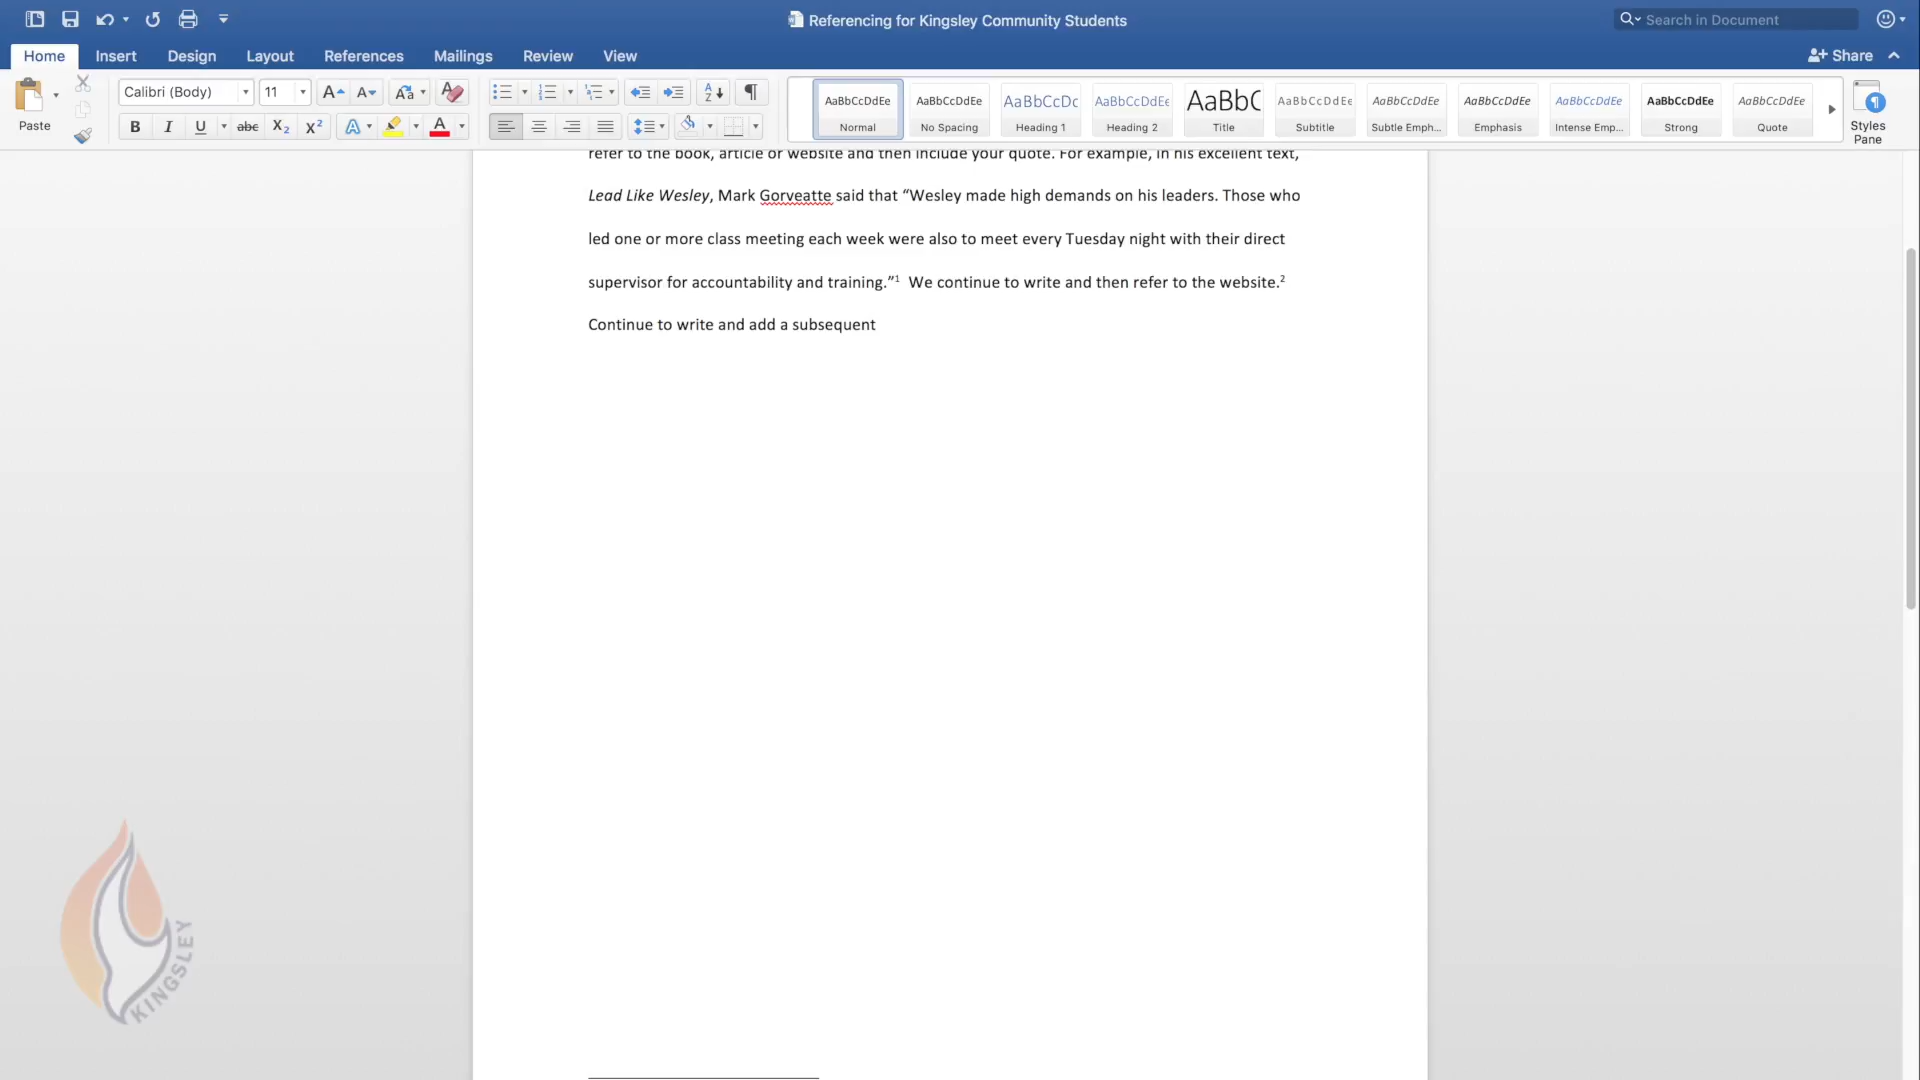 Referencing for Kingsley Community Students
Search in Document
Home Insert Design Layout References Mailings Review View
Share
Paste
Calibri (Body) 11
AaBbCcDdEe AaBbCcDdEe AaBbCcDc AaBbCcDdEe AaBbC AaBbCcDdEe AaBbCcDdEe AaBbCcDdEe AaBbCcDdEe AaBbCcDdEe AaBbCcDdEe
Normal No Spacing Heading 1 Heading 2 Title Subtitle Subtle Emph... Emphasis Intense Emp... Strong Quote
Styles
Pane
refer to the book, article or website and then include your quote. For example, in his excellent text,
Lead Like Wesley, Mark Gorveatte said that “Wesley made high demands on his leaders. Those who
led one or more class meeting each week were also to meet every Tuesday night with their direct
supervisor for accountability and training.”1 We continue to write and then refer to the website.2
Continue to write and add a subsequent
KINGSLEY